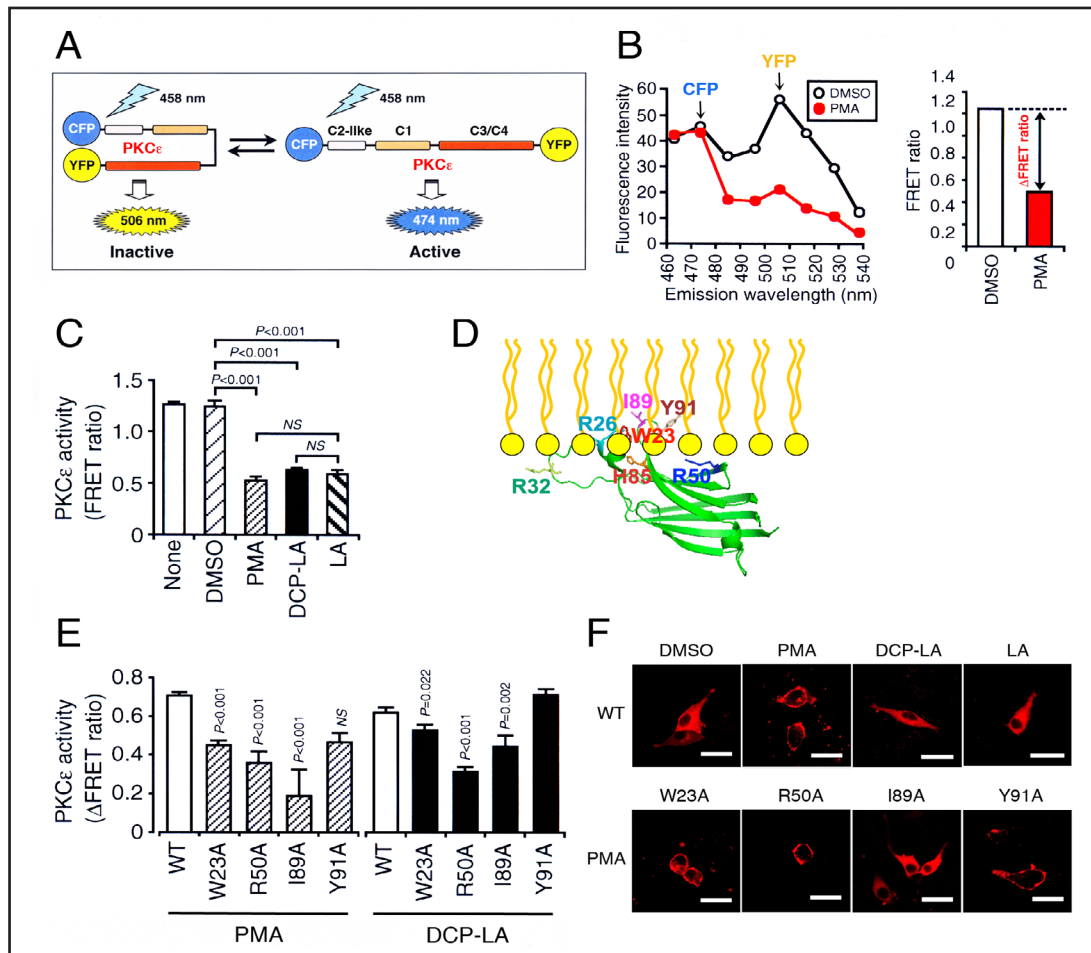 A
458 nm
458 nm
CFP
YFP
PKCε
CFP
C2-like
C1
C3/C4
YFP
PKCε
506 nm
474 nm
Inactive
Active
B
CFP
YFP
DMSO
PMA
Fluorescence intensity
60
50
40
30
20
10
0
460
470
485
490
500
510
520
530
540
Emission wavelength (nm)
FRET ratio
1.4
1.2
1.0
0.8
0.6
0.4
0.2
0
ΔFRET ratio
DMSO
PMA
C
P<0.001
P<0.001
P<0.001
NS
NS
PKCε activity
(FRET ratio)
1.5
1.0
0.5
0
None
DMSO
PMA
DCP-LA
LA
D
I89
Y91
R26
W23
H85
R50
R32
E
PKCε activity
(ΔFRET ratio)
0.8
0.6
0.4
0.2
0
P<0.001
P<0.001
P<0.001
NS
P=0.022
P<0.001
P=0.002
WT
W23A
R50A
I89A
Y91A
WT
W23A
R50A
I89A
Y91A
PMA
DCP-LA
F
DMSO
PMA
DCP-LA
LA
WT
W23A
R50A
I89A
Y91A
PMA